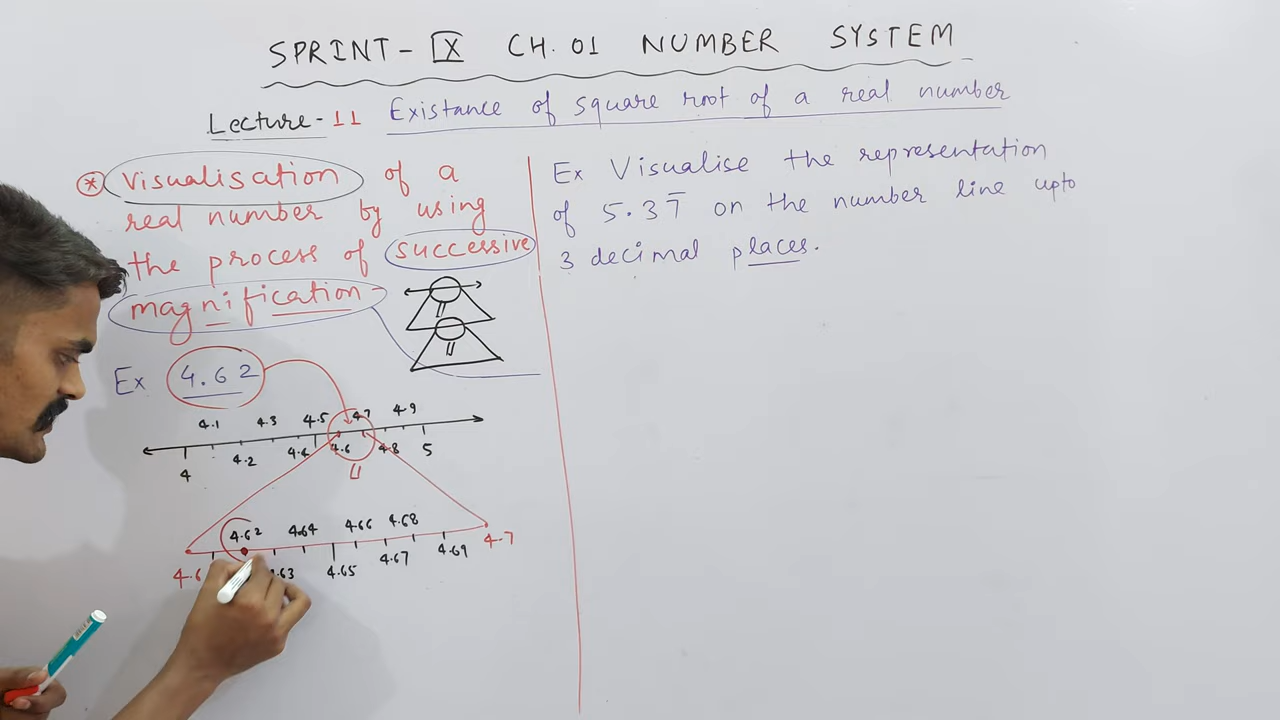 SPRINT-IX CH.01 NUMBER SYSTEM
Lecture-11 Existance of square root of a real number
* Visualisation of a
real number by using
the process of successive
magnification
Ex 4.62
4.1 4.3 4.5 4.7 4.9
4 4.2 4.4 4.6 4.8 5
4.62 4.64 4.66 4.68
4.6 4.65 4.67 4.69 4.7
Ex Visualise the representation
of 5.37̅ on the number line upto
3 decimal places.